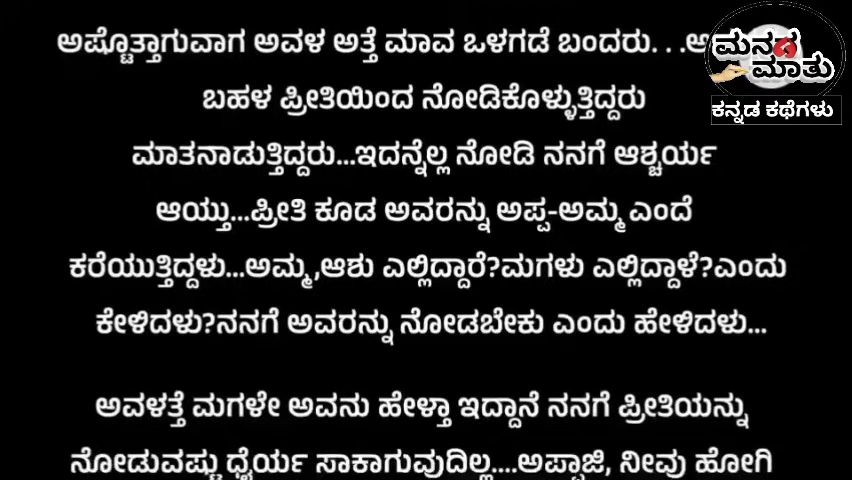 ಅಷ್ಟೊತ್ತಾಗುವಾಗ ಅವಳ ಅತ್ತೆ ಮಾವ ಒಳಗಡೆ ಬಂದರು. . .
ಬಹಳ ಪ್ರೀತಿಯಿಂದ ನೋಡಿಕೊಳ್ಳುತ್ತಿದ್ದರು
ಮಾತನಾಡುತ್ತಿದ್ದರು...ಇದನ್ನೆಲ್ಲ ನೋಡಿ ನನಗೆ ಆಶ್ಚರ್ಯ
ಆಯ್ತು...ಪ್ರೀತಿ ಕೂಡ ಅವರನ್ನು ಅಪ್ಪ-ಅಮ್ಮ ಎಂದೆ
ಕರೆಯುತ್ತಿದ್ದಳು...ಅಮ್ಮ,ಆಶು ಎಲ್ಲಿದ್ದಾರೆ?ಮಗಳು ಎಲ್ಲಿದ್ದಾಳೆ?ಎಂದು
ಕೇಳಿದಳು?ನನಗೆ ಅವರನ್ನು ನೋಡಬೇಕು ಎಂದು ಹೇಳಿದಳು...
ಅವಳತ್ತೆ ಮಗಳೇ ಅವನು ಹೇಳ್ತಾ ಇದ್ದಾನೆ ನನಗೆ ಪ್ರೀತಿಯನ್ನು
ನೋಡುವಷ್ಟು ಧೈರ್ಯ ಸಾಕಾಗುವುದಿಲ್ಲ....ಅಪ್ಪಾಜಿ, ನೀವು ಹೋಗಿ
ಮನದ
ಮಾತು
ಕನ್ನಡ ಕಥೆಗಳು